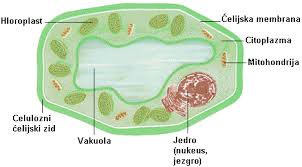 Hloroplast
Ćelijska membrana
Citoplazma
Mitohondrija
Celulozni
ćelijski zid
Vakuola
Jedro
(nukeus,
jezgro)